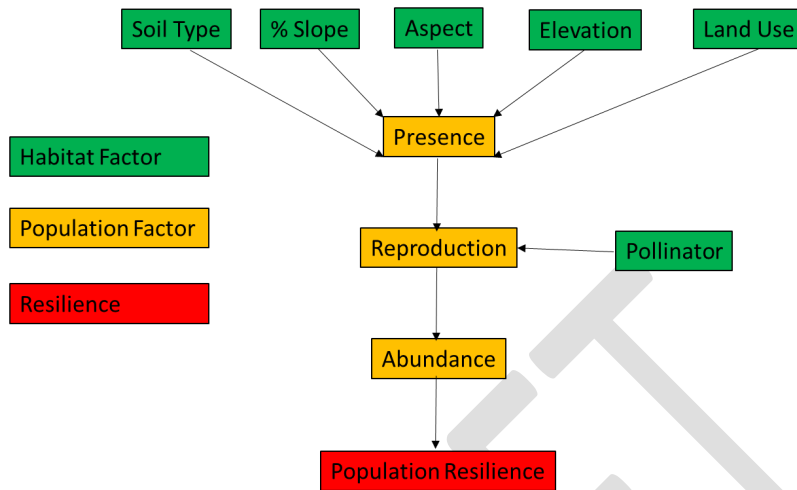 Soil Type
% Slope
Aspect
Elevation
Land Use
Presence
Habitat Factor
Population Factor
Reproduction
Pollinator
Resilience
Abundance
Population Resilience